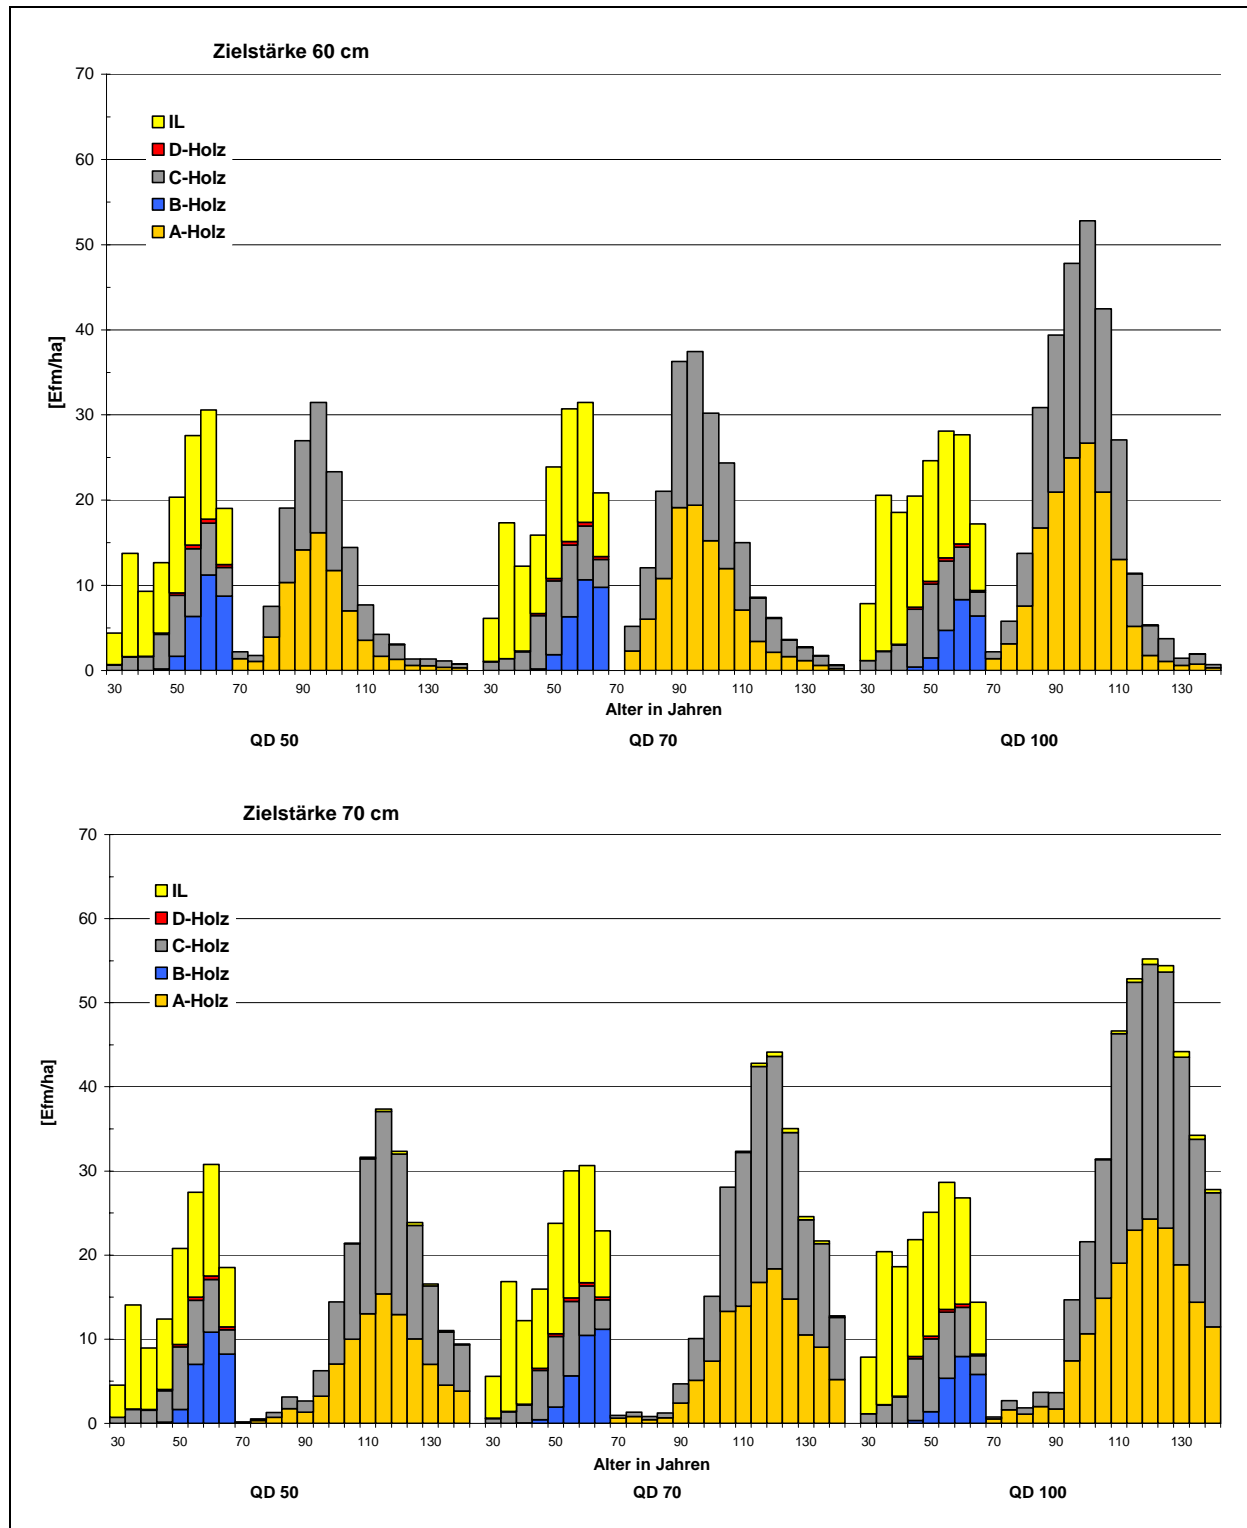 Zielstärke 60 cm
70
60
50
40
30
20
10
0
[Efm/ha]
IL
D-Holz
C-Holz
B-Holz
A-Holz
30 50 70 90 110 130 30 50 70 90 110 130 30 50 70 90 110 130
Alter in Jahren
QD 50 QD 70 QD 100
Zielstärke 70 cm
70
60
50
40
30
20
10
0
[Efm/ha]
IL
D-Holz
C-Holz
B-Holz
A-Holz
30 50 70 90 110 130 30 50 70 90 110 130 30 50 70 90 110 130
Alter in Jahren
QD 50 QD 70 QD 100